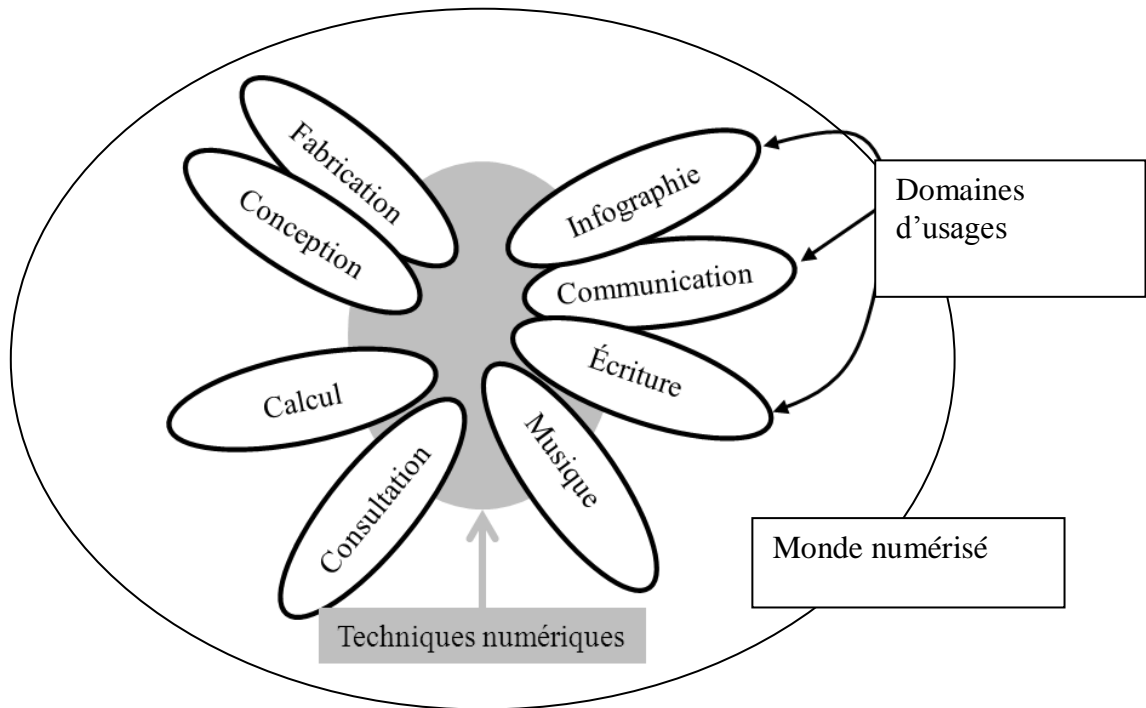 Fabrication
Conception
Infographie
Communication
Écriture
Domaines
d’usages
Calcul
Consultation
Musique
Monde numérisé
Techniques numériques